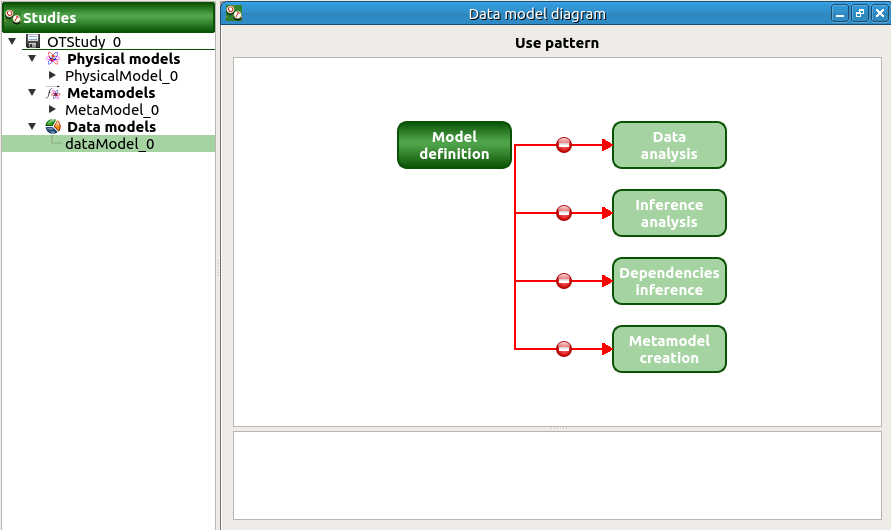 Studies
OTStudy_0
Physical models
PhysicalModel_0
Metamodels
MetaModel_0
Data models
dataModel_0
Data model diagram
Use pattern
Model
definition
Data
analysis
Inference
analysis
Dependencies
inference
Metamodel
creation